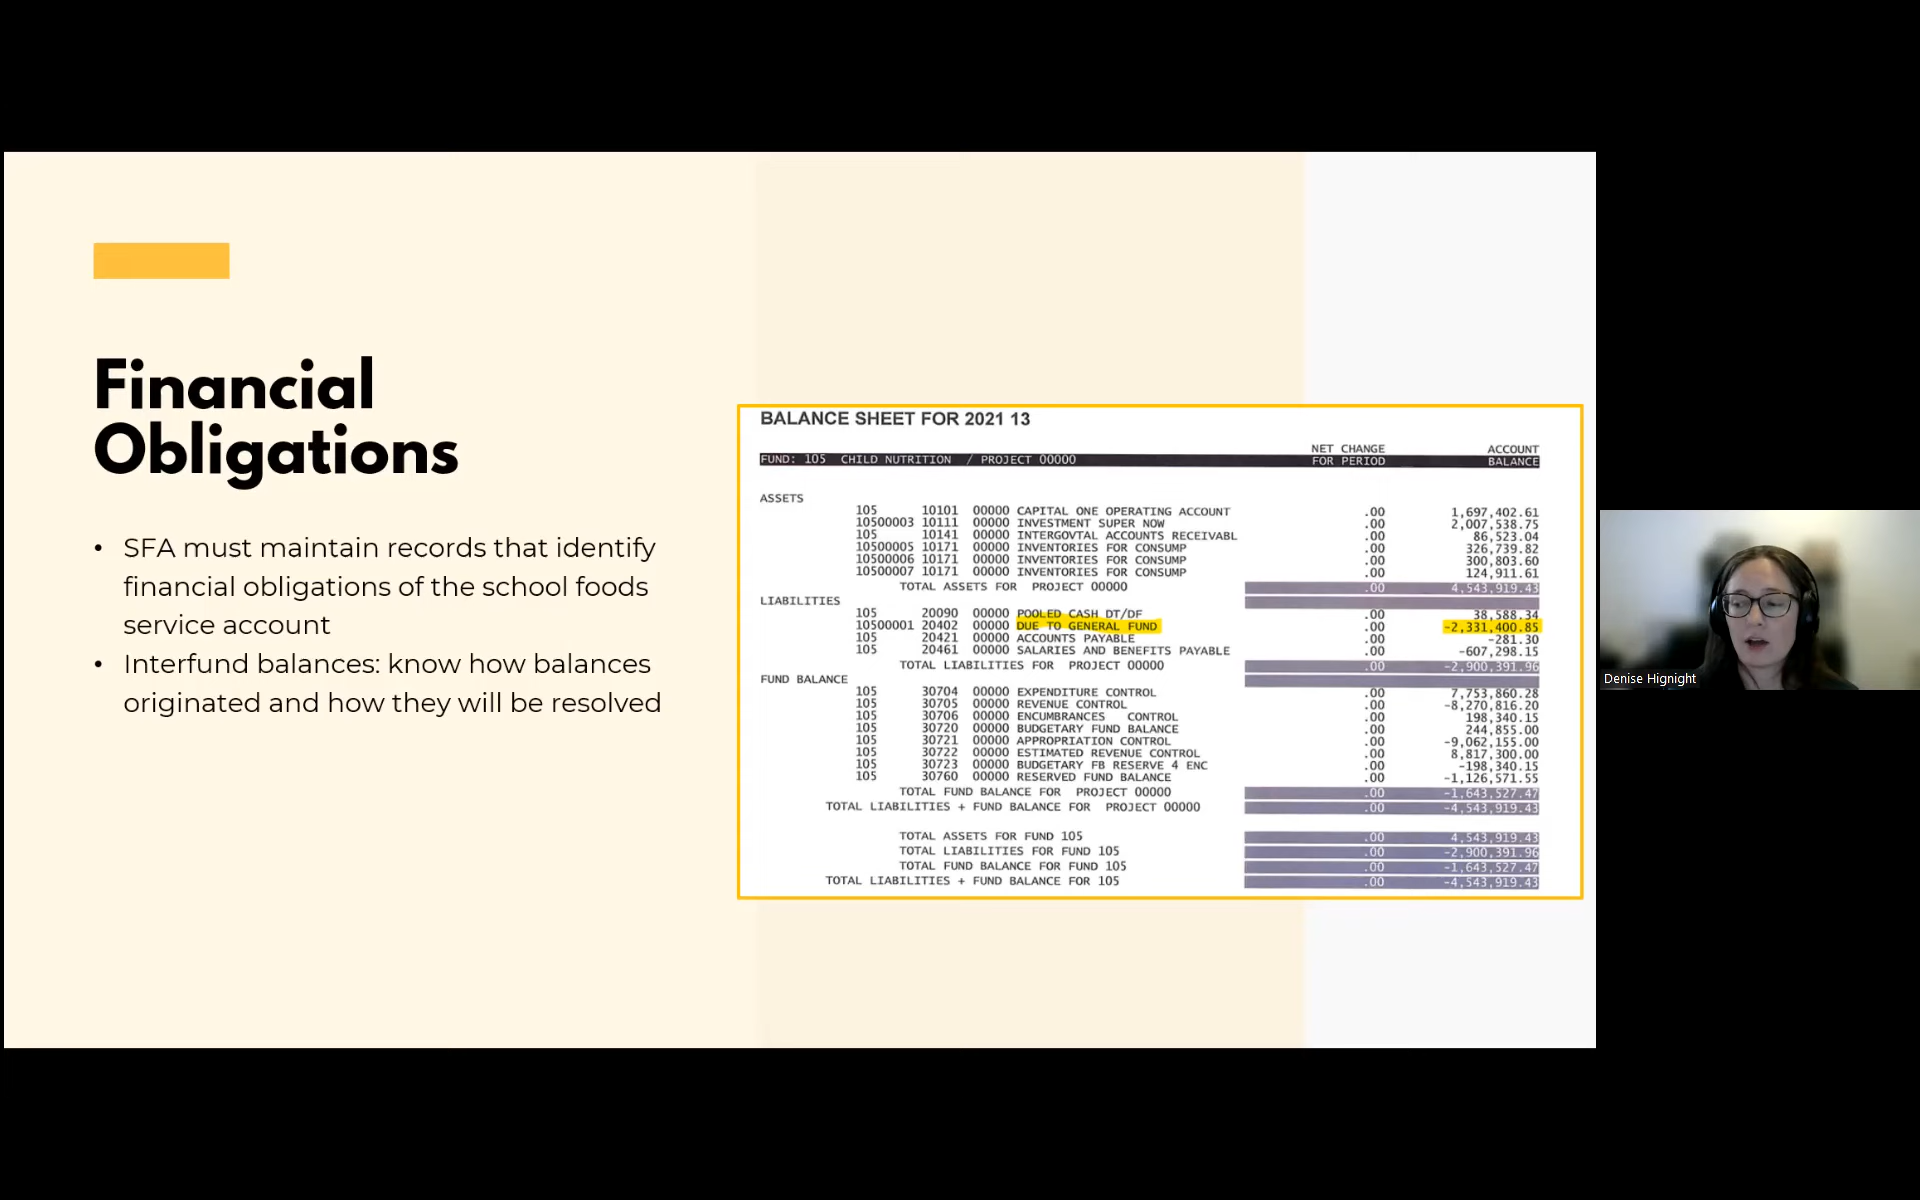 Financial
Obligations
• SFA must maintain records that identify
financial obligations of the school foods
service account
• Interfund balances: know how balances
originated and how they will be resolved
BALANCE SHEET FOR 2021 13
NET CHANGE ACCOUNT
FUND: 105 CHILD NUTRITION / PROJECT 00000 FOR PERIOD BALANCE
ASSETS
105 10101 00000 CAPITAL ONE OPERATING ACCOUNT .00 1,697,402.61
10500003 10111 00000 INVESTMENT SUPER NOW .00 2,007,538.75
105 10141 00000 INTERGOVTAL ACCOUNTS RECEIVABL .00 86,523.04
10500005 10171 00000 INVENTORIES FOR CONSUMP .00 326,739.82
10500006 10171 00000 INVENTORIES FOR CONSUMP .00 300,803.60
10500007 10171 00000 INVENTORIES FOR CONSUMP .00 124,911.61
TOTAL ASSETS FOR PROJECT 00000 .00 4,543,919.43
LIABILITIES
105 20090 00000 POOLED CASH DT/DF .00 38,588.34
10500001 20402 00000 DUE TO GENERAL FUND .00 -2,331,400.85
105 20421 00000 ACCOUNTS PAYABLE .00 -281.30
105 20461 00000 SALARIES AND BENEFITS PAYABLE .00 -607,298.15
TOTAL LIABILITIES FOR PROJECT 00000 .00 -2,900,391.96
FUND BALANCE
105 30704 00000 EXPENDITURE CONTROL .00 7,753,860.28
105 30705 00000 REVENUE CONTROL .00 -8,270,816.20
105 30706 00000 ENCUMBRANCES CONTROL .00 198,340.15
105 30720 00000 BUDGETARY FUND BALANCE .00 244,855.00
105 30721 00000 APPROPRIATION CONTROL .00 -9,062,155.00
105 30722 00000 ESTIMATED REVENUE CONTROL .00 8,817,300.00
105 30723 00000 BUDGETARY FB RESERVE 4 ENC .00 -198,340.15
105 30760 00000 RESERVED FUND BALANCE .00 -1,126,571.55
TOTAL FUND BALANCE FOR PROJECT 00000 .00 -1,643,527.47
TOTAL LIABILITIES + FUND BALANCE FOR PROJECT 00000 .00 -4,543,919.43
TOTAL ASSETS FOR FUND 105 .00 4,543,919.43
TOTAL LIABILITIES FOR FUND 105 .00 -2,900,391.96
TOTAL FUND BALANCE FOR FUND 105 .00 -1,643,527.47
TOTAL LIABILITIES + FUND BALANCE FOR 105 .00 -4,543,919.43
Denise Hignight